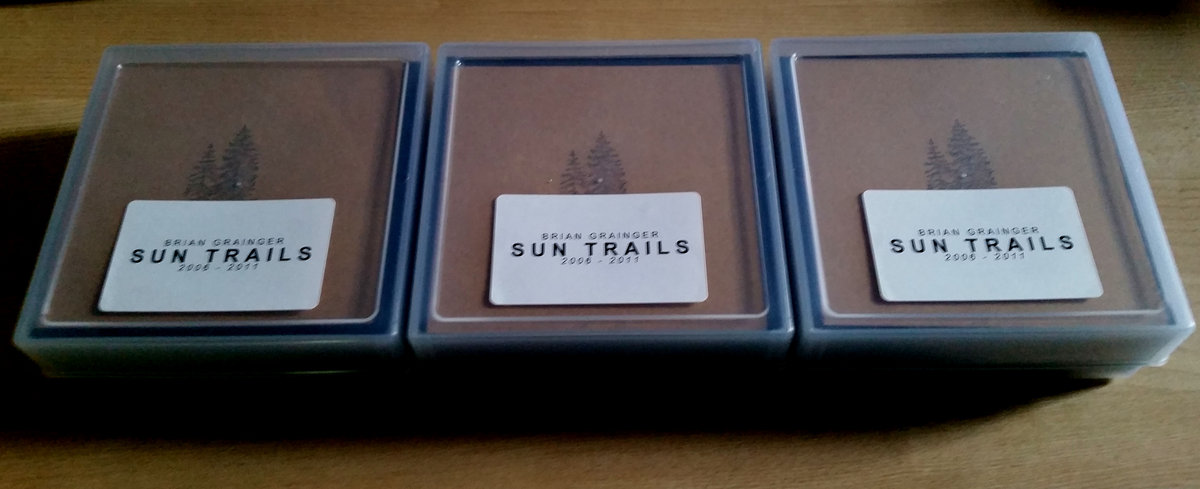 BRIAN GRAINGER
SUN TRAILS
2006 - 2011
BRIAN GRAINGER
SUN TRAILS
2006 - 2011
BRIAN GRAINGER
SUN TRAILS
2006 - 2011